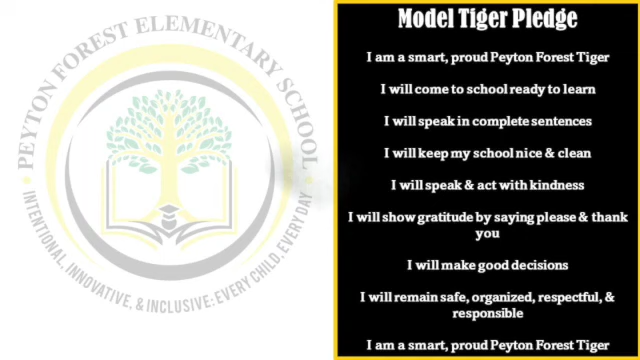 PEYTON FOREST ELEMENTARY SCHOOL
INTENTIONAL, INNOVATIVE, & INCLUSIVE: EVERY CHILD, EVERY DAY
Model Tiger Pledge
I am a smart, proud Peyton Forest Tiger
I will come to school ready to learn
I will speak in complete sentences
I will keep my school nice & clean
I will speak & act with kindness
I will show gratitude by saying please & thank
you
I will make good decisions
I will remain safe, organized, respectful, &
responsible
I am a smart, proud Peyton Forest Tiger